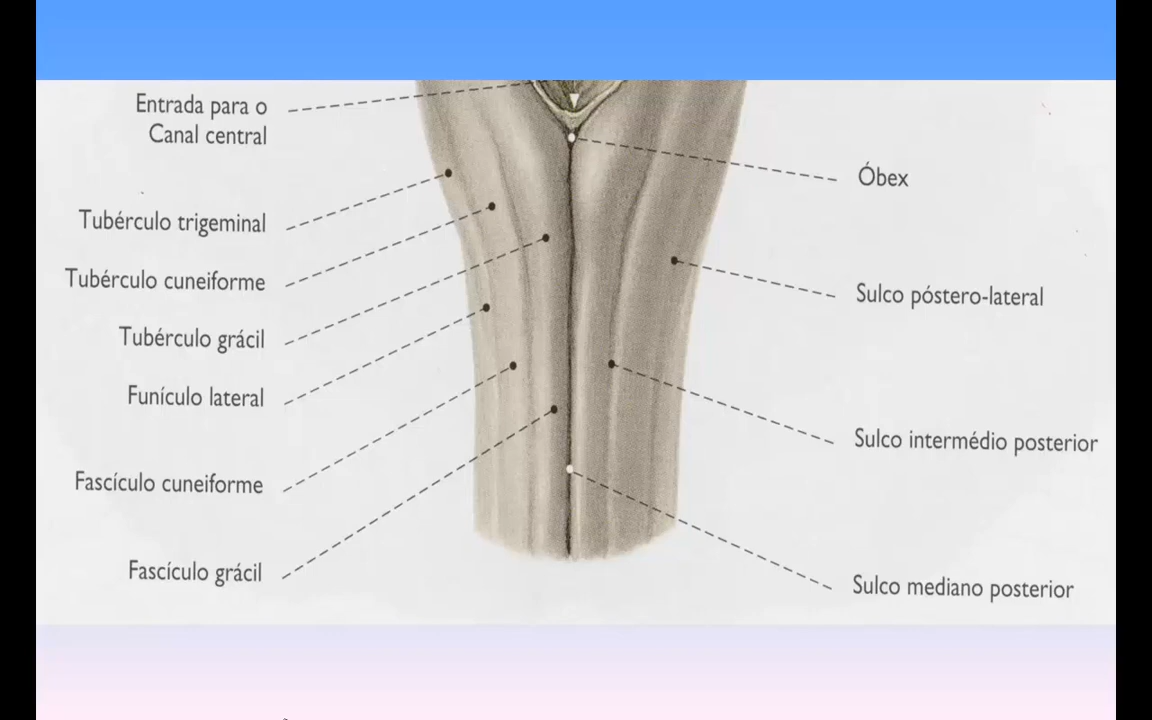 Entrada para o
Canal central
Tubérculo trigeminal
Tubérculo cuneiforme
Tubérculo grácil
Funículo lateral
Fascículo cuneiforme
Fascículo grácil
Óbex
Sulco póstero-lateral
Sulco intermédio posterior
Sulco mediano posterior